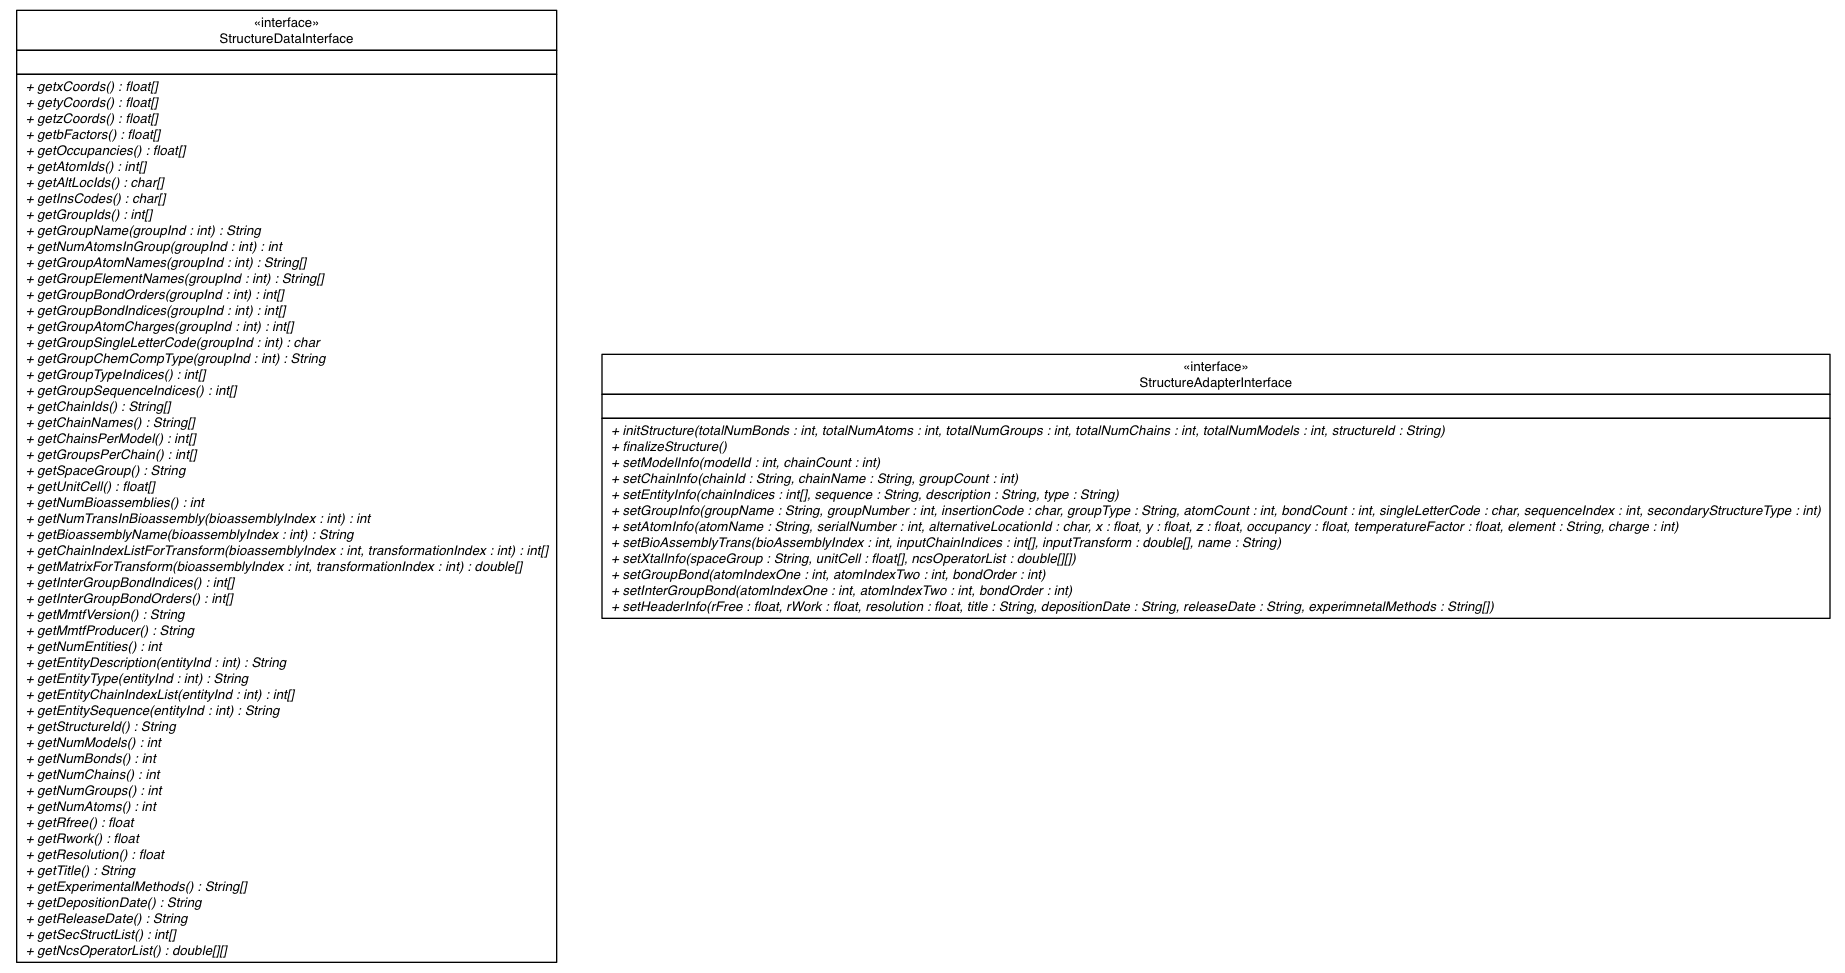 «interface»
StructureDataInterface
+ getxCoords() : float[]
+ getyCoords() : float[]
+ getzCoords() : float[]
+ getbFactors() : float[]
+ getOccupancies() : float[]
+ getAtomIds() : int[]
+ getAltLocIds() : char[]
+ getInsCodes() : char[]
+ getGroupIds() : int[]
+ getGroupName(groupInd : int) : String
+ getNumAtomsInGroup(groupInd : int) : int
+ getGroupAtomNames(groupInd : int) : String[]
+ getGroupElementNames(groupInd : int) : String[]
+ getGroupBondOrders(groupInd : int) : int[]
+ getGroupBondIndices(groupInd : int) : int[]
+ getGroupAtomCharges(groupInd : int) : int[]
+ getGroupSingleLetterCode(groupInd : int) : char
+ getGroupChemCompType(groupInd : int) : String
+ getGroupTypeIndices() : int[]
+ getGroupSequenceIndices() : int[]
+ getChainIds() : String[]
+ getChainNames() : String[]
+ getChainsPerModel() : int[]
+ getGroupsPerChain() : int[]
+ getSpaceGroup() : String
+ getUnitCell() : float[]
+ getNumBioassemblies() : int
+ getNumTransInBioassembly(bioassemblyIndex : int) : int
+ getBioassemblyName(bioassemblyIndex : int) : String
+ getChainIndexListForTransform(bioassemblyIndex : int, transformationIndex : int) : int[]
+ getMatrixForTransform(bioassemblyIndex : int, transformationIndex : int) : double[]
+ getInterGroupBondIndices() : int[]
+ getInterGroupBondOrders() : int[]
+ getMmtfVersion() : String
+ getMmtfProducer() : String
+ getNumEntities() : int
+ getEntityDescription(entityInd : int) : String
+ getEntityType(entityInd : int) : String
+ getEntityChainIndexList(entityInd : int) : int[]
+ getEntitySequence(entityInd : int) : String
+ getStructureId() : String
+ getNumModels() : int
+ getNumBonds() : int
+ getNumChains() : int
+ getNumGroups() : int
+ getNumAtoms() : int
+ getRfree() : float
+ getRwork() : float
+ getResolution() : float
+ getTitle() : String
+ getExperimentalMethods() : String[]
+ getDepositionDate() : String
+ getReleaseDate() : String
+ getSecStructList() : int[]
+ getNcsOperatorList() : double[][]
«interface»
StructureAdapterInterface
+ initStructure(totalNumBonds : int, totalNumAtoms : int, totalNumGroups : int, totalNumChains : int, totalNumModels : int, structureId : String)
+ finalizeStructure()
+ setModelInfo(modelId : int, chainCount : int)
+ setChainInfo(chainId : String, chainName : String, groupCount : int)
+ setEntityInfo(chainIndices : int[], sequence : String, description : String, type : String)
+ setGroupInfo(groupName : String, groupNumber : int, insertionCode : char, groupType : String, atomCount : int, bondCount : int, singleLetterCode : char, sequenceIndex : int, secondaryStructureType : int)
+ setAtomInfo(atomName : String, serialNumber : int, alternativeLocationId : char, x : float, y : float, z : float, occupancy : float, temperatureFactor : float, element : String, charge : int)
+ setBioAssemblyTrans(bioAssemblyIndex : int, inputChainIndices : int[], inputTransform : double[], name : String)
+ setXtalInfo(spaceGroup : String, unitCell : float[], ncsOperatorList : double[][])
+ setGroupBond(atomIndexOne : int, atomIndexTwo : int, bondOrder : int)
+ setInterGroupBond(atomIndexOne : int, atomIndexTwo : int, bondOrder : int)
+ setHeaderInfo(rFree : float, rWork : float, resolution : float, title : String, depositionDate : String, releaseDate : String, experimnetalMethods : String[])